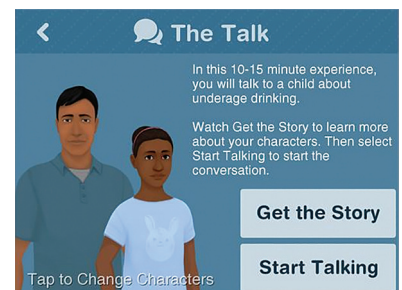 The Talk
In this 10-15 minute experience,
you will talk to a child about
underage drinking.
Watch Get the Story to learn more
about your characters. Then select
Start Talking to start the
conversation.
Get the Story
Start Talking
Tap to Change Characters